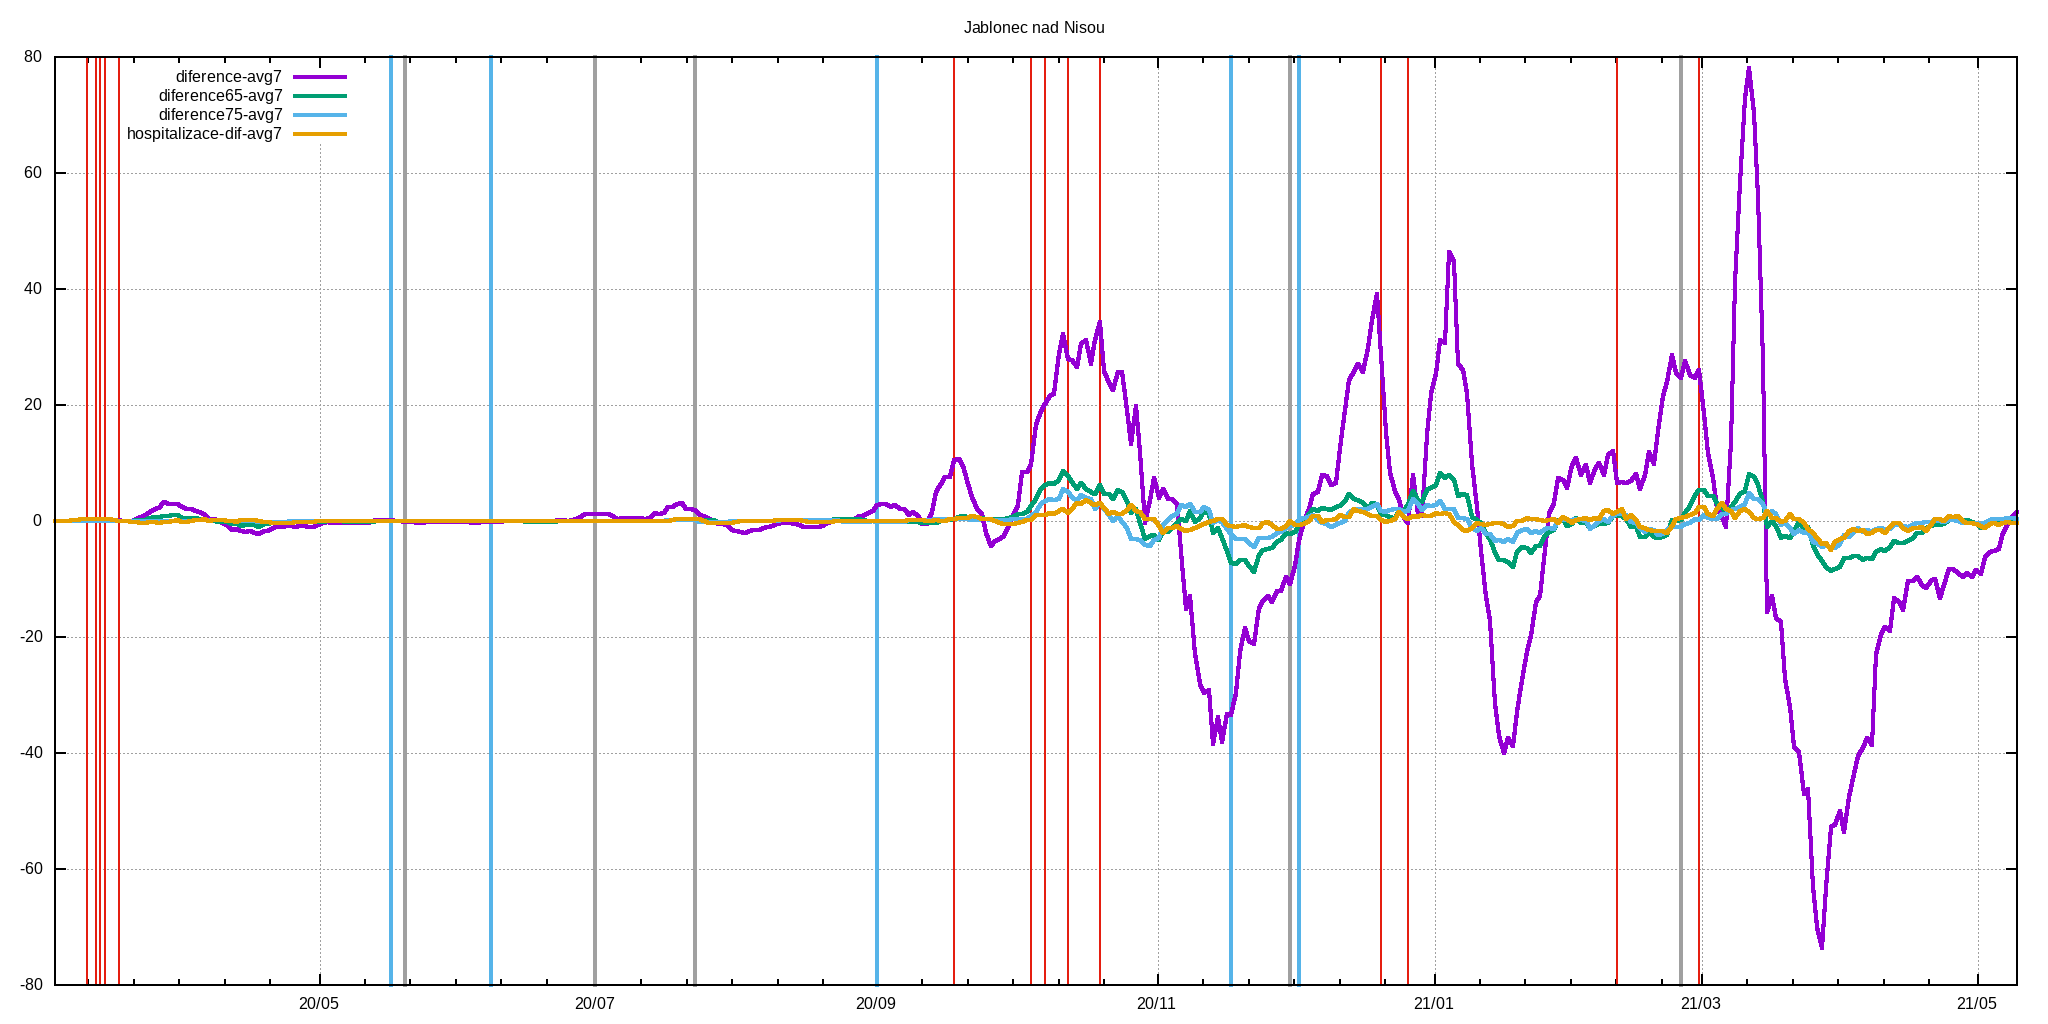 Jablonec nad Nisou
80
60
40
20
0
-20
-40
-60
-80
diference-avg7
diference65-avg7
diference75-avg7
hospitalizace-dif-avg7
20/05 20/07 20/09 20/11 21/01 21/03 21/05